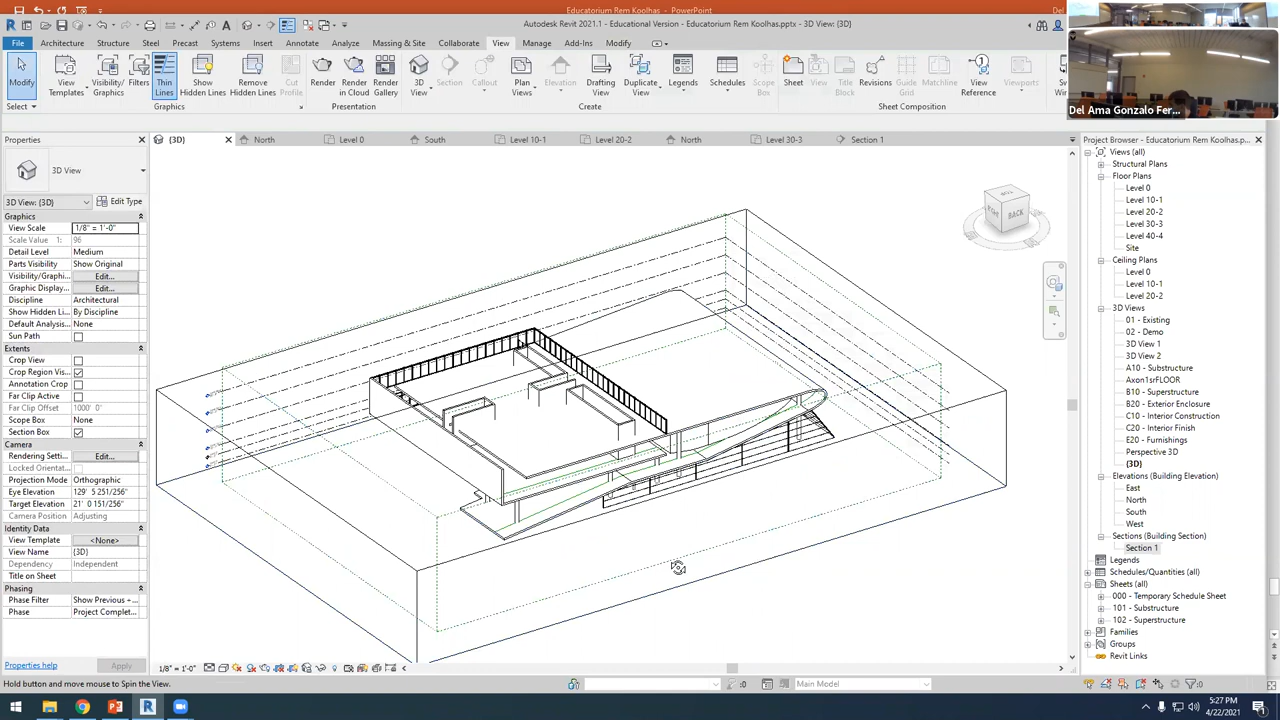 Educatorium Rem Koolhas.pptx - PowerPoint
Autodesk Revit 2021.1 - Educational Version - Educatorium Rem Koolhas.pptx - 3D View: {3D}
File Architecture Structure Steel Precast Systems Insert Annotate Analyze Massing & Site Collaborate View Manage Add-Ins Modify
Modify View Templates Visibility/ Graphics Filters Thin Lines Show Hidden Lines Remove Hidden Lines Cut Profile Render Render in Cloud Render Gallery 3D View Section Callout Plan Views Elevation Drafting View Duplicate View Legends Schedules Scope Box Sheet View Title Block Revisions Guide Grid Matchline View Reference Viewports
Select Graphics Presentation Create Sheet Composition
Del Ama Gonzalo Fer...
Properties
(3D) North Level 0 South Level 10-1 Level 20-2 North Level 30-3 Section 1
Project Browser - Educatorium Rem Koolhas.p...
3D View
3D View: {3D} Edit Type
Graphics
View Scale 1/8" = 1'-0"
Scale Value 1: 96
Detail Level Medium
Parts Visibility Show Original
Visibility/Graphi... Edit...
Graphic Display... Edit...
Discipline Architectural
Show Hidden Li... By Discipline
Default Analysis... None
Sun Path
Extents
Crop View
Crop Region Vis...
Annotation Crop
Far Clip Active
Far Clip Offset 1000' 0"
Scope Box None
Section Box
Camera
Rendering Setti... Edit...
Locked Orientat...
Projection Mode Orthographic
Eye Elevation 129' 5 251/256"
Target Elevation 21' 0.151/256"
Camera Position Adjusting
Identity Data
View Template <None>
View Name {3D}
Dependency Independent
Title on Sheet
Phasing
Phase Filter Show Previous + ...
Phase Project Complet...
Properties help Apply
TOP
BACK
Views (all)
Structural Plans
Floor Plans
Level 0
Level 10-1
Level 20-2
Level 30-3
Level 40-4
Site
Ceiling Plans
Level 0
Level 10-1
Level 20-2
3D Views
01 - Existing
02 - Demo
3D View 1
3D View 2
A10 - Substructure
Axon1srFLOOR
B10 - Superstructure
B20 - Exterior Enclosure
C10 - Interior Construction
C20 - Interior Finish
E20 - Furnishings
Perspective 3D
{3D}
Elevations (Building Elevation)
East
North
South
West
Sections (Building Section)
Section 1
Legends
Schedules/Quantities (all)
Sheets (all)
000 - Temporary Schedule Sheet
101 - Substructure
102 - Superstructure
Families
Groups
Revit Links
1/8" = 1'-0"
Hold button and move mouse to Spin the View.
:0 Main Model :0
5:27 PM
4/22/2021